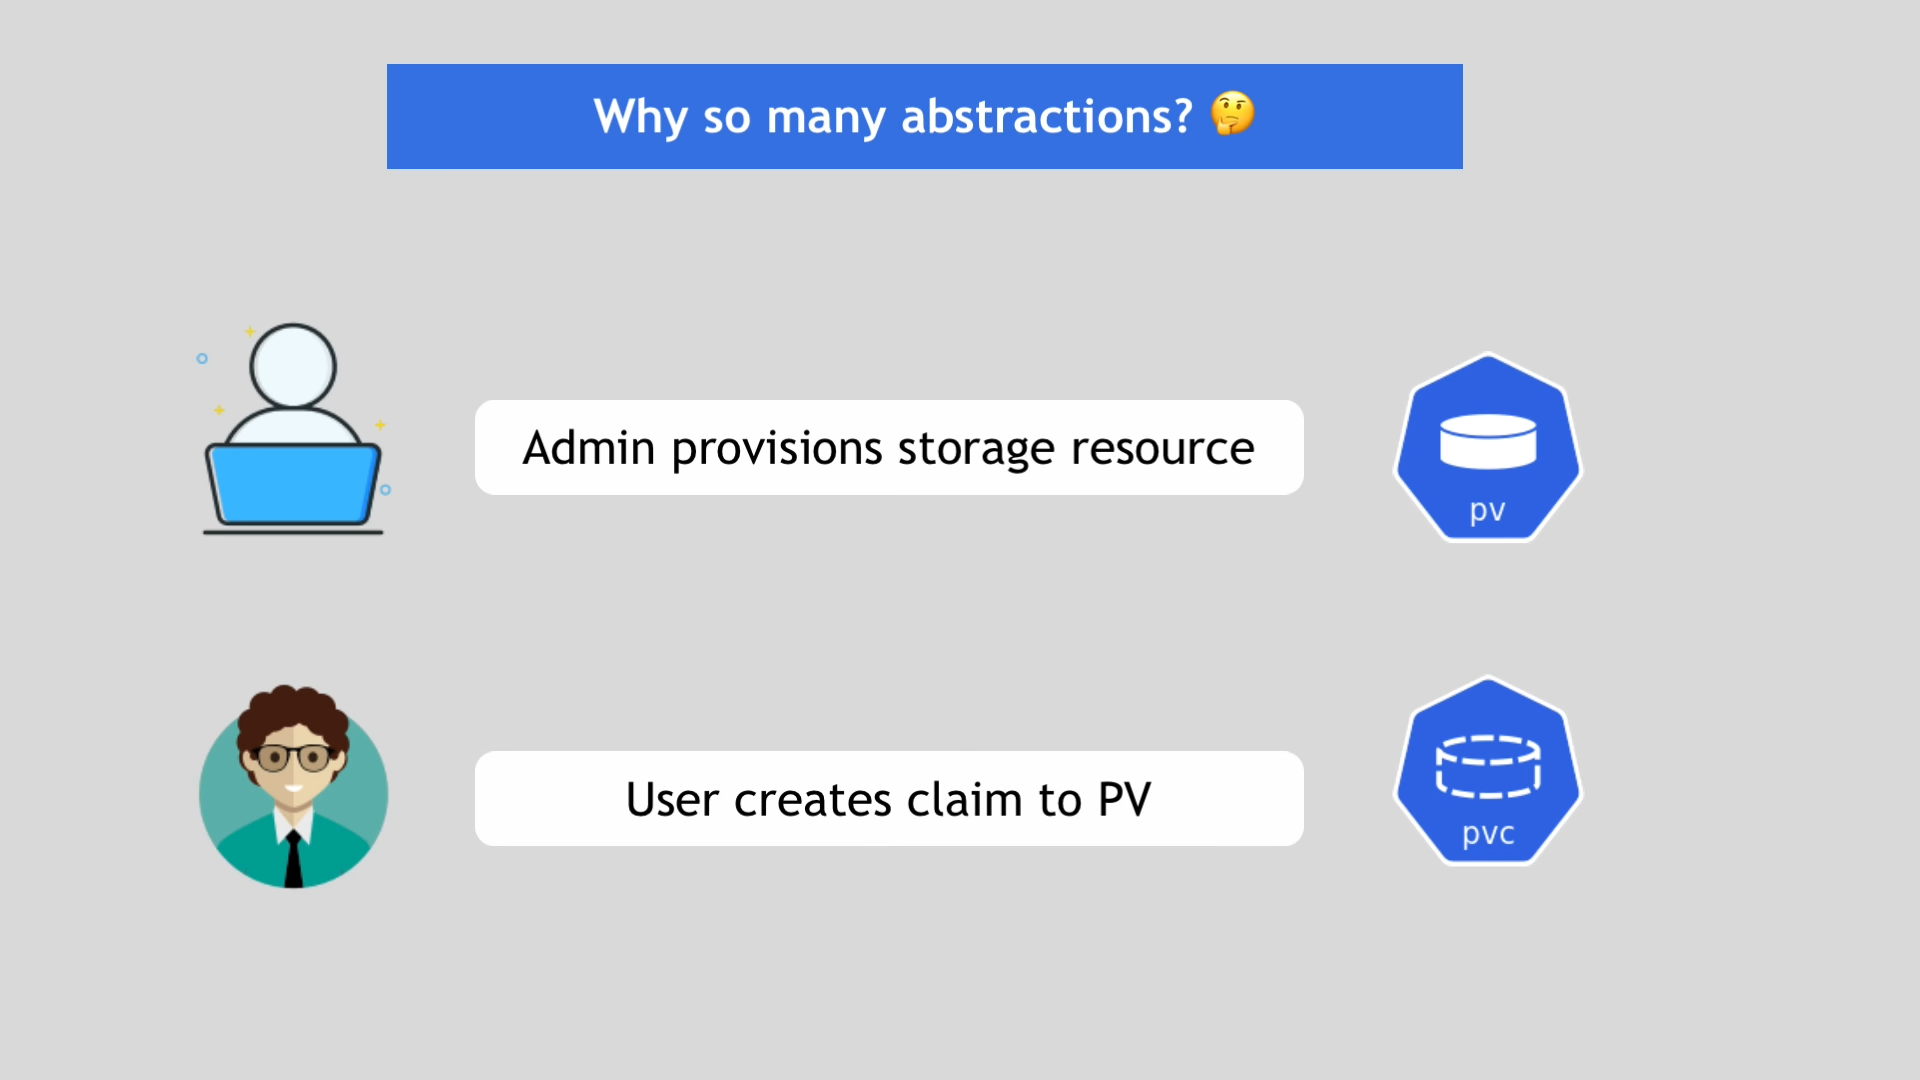 Why so many abstractions? 🤔
Admin provisions storage resource
pv
User creates claim to PV
pvc